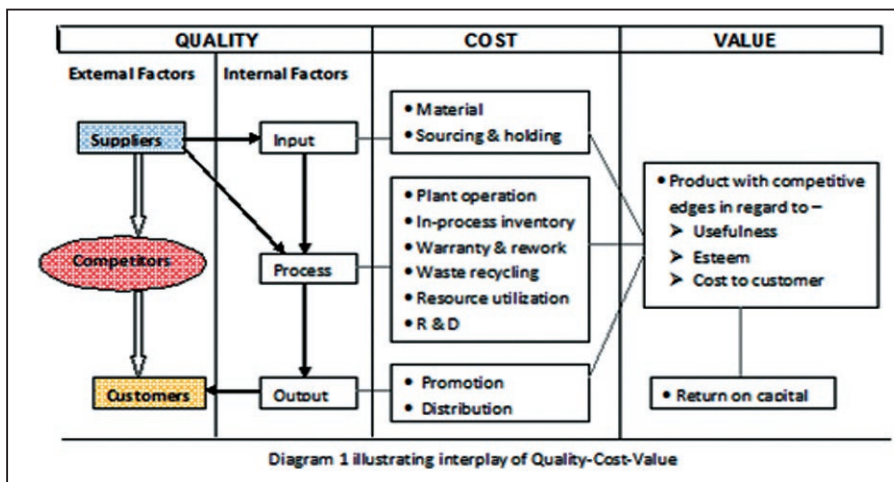 QUALITY COST VALUE
External Factors Internal Factors
Suppliers
Input
• Material
• Sourcing & holding
Competitors
Process
• Plant operation
• In-process inventory
• Warranty & rework
• Waste recycling
• Resource utilization
• R & D
• Product with competitive
edges in regard to –
➢ Usefulness
➢ Esteem
➢ Cost to customer
Customers
Output
• Promotion
• Distribution
• Return on capital
Diagram 1 illustrating interplay of Quality-Cost-Value